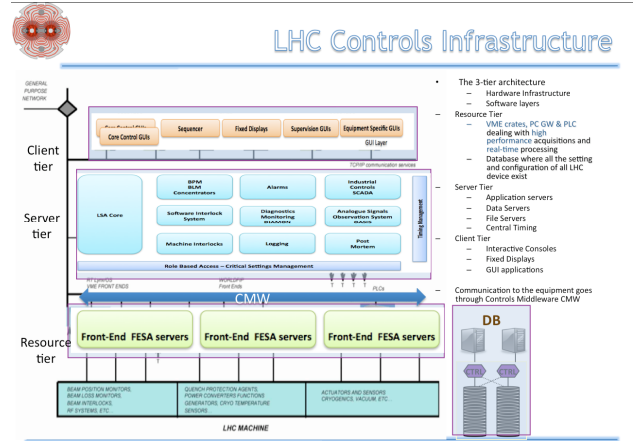 LHC Controls Infrastructure
GENERAL
PURPOSE
NETWORK
Client
tier
Core Control GUIs
Sequencer
Fixed Displays
Supervision GUIs
Equipment Specific GUIs
GUI Layer
TCP/IP communication services
Server
tier
LSA Core
BPM
BLM
Concentrators
Alarms
Industrial
Controls
SCADA
Software Interlock
System
Diagnostics
Monitoring
DIAMON
Analogue Signals
Observation System
OASIS
Machine Interlocks
Logging
Post
Mortem
Timing Management
Role Based Access – Critical Settings Management
RT Lynx/OS
VME FRONT ENDS
WORLDFIP
Front Ends
PLCs
CMW
Resource
tier
Front-End FESA servers
Front-End FESA servers
Front-End FESA servers
BEAM POSITION MONITORS,
BEAM LOSS MONITORS,
BEAM INTERLOCKS,
RF SYSTEMS, ETC...
QUENCH PROTECTION AGENTS,
POWER CONVERTERS FUNCTIONS
GENERATORS, CRYO TEMPERATURE
SENSORS...
ACTUATORS AND SENSORS
CRYOGENICS, VACUUM, ETC...
LHC MACHINE
• The 3-tier architecture
– Hardware Infrastructure
– Software layers
– Resource Tier
– VME crates, PC GW & PLC
dealing with high
performance acquisitions and
real-time processing
– Database where all the setting
and configuration of all LHC
device exist
– Server Tier
– Application servers
– Data Servers
– File Servers
– Central Timing
– Client Tier
– Interactive Consoles
– Fixed Displays
– GUI applications
– Communication to the equipment goes
through Controls Middleware CMW
DB
CTRL
CTRL